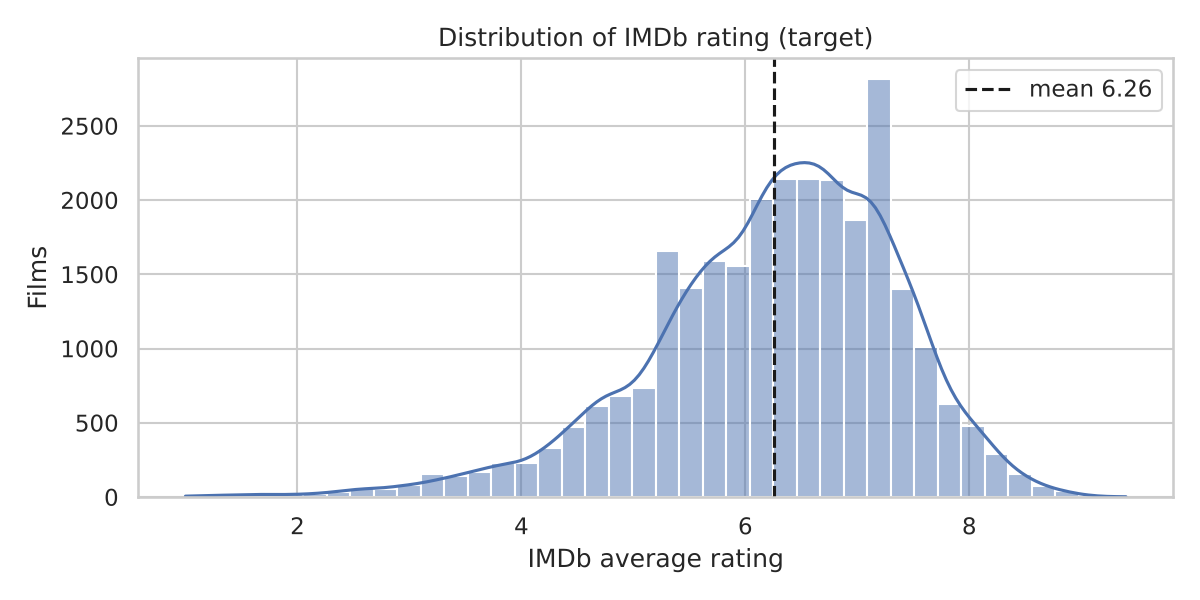 Distribution of IMDb rating (target)
mean 6.26
Films
2500
2000
1500
1000
500
0
2 4 6 8
IMDb average rating